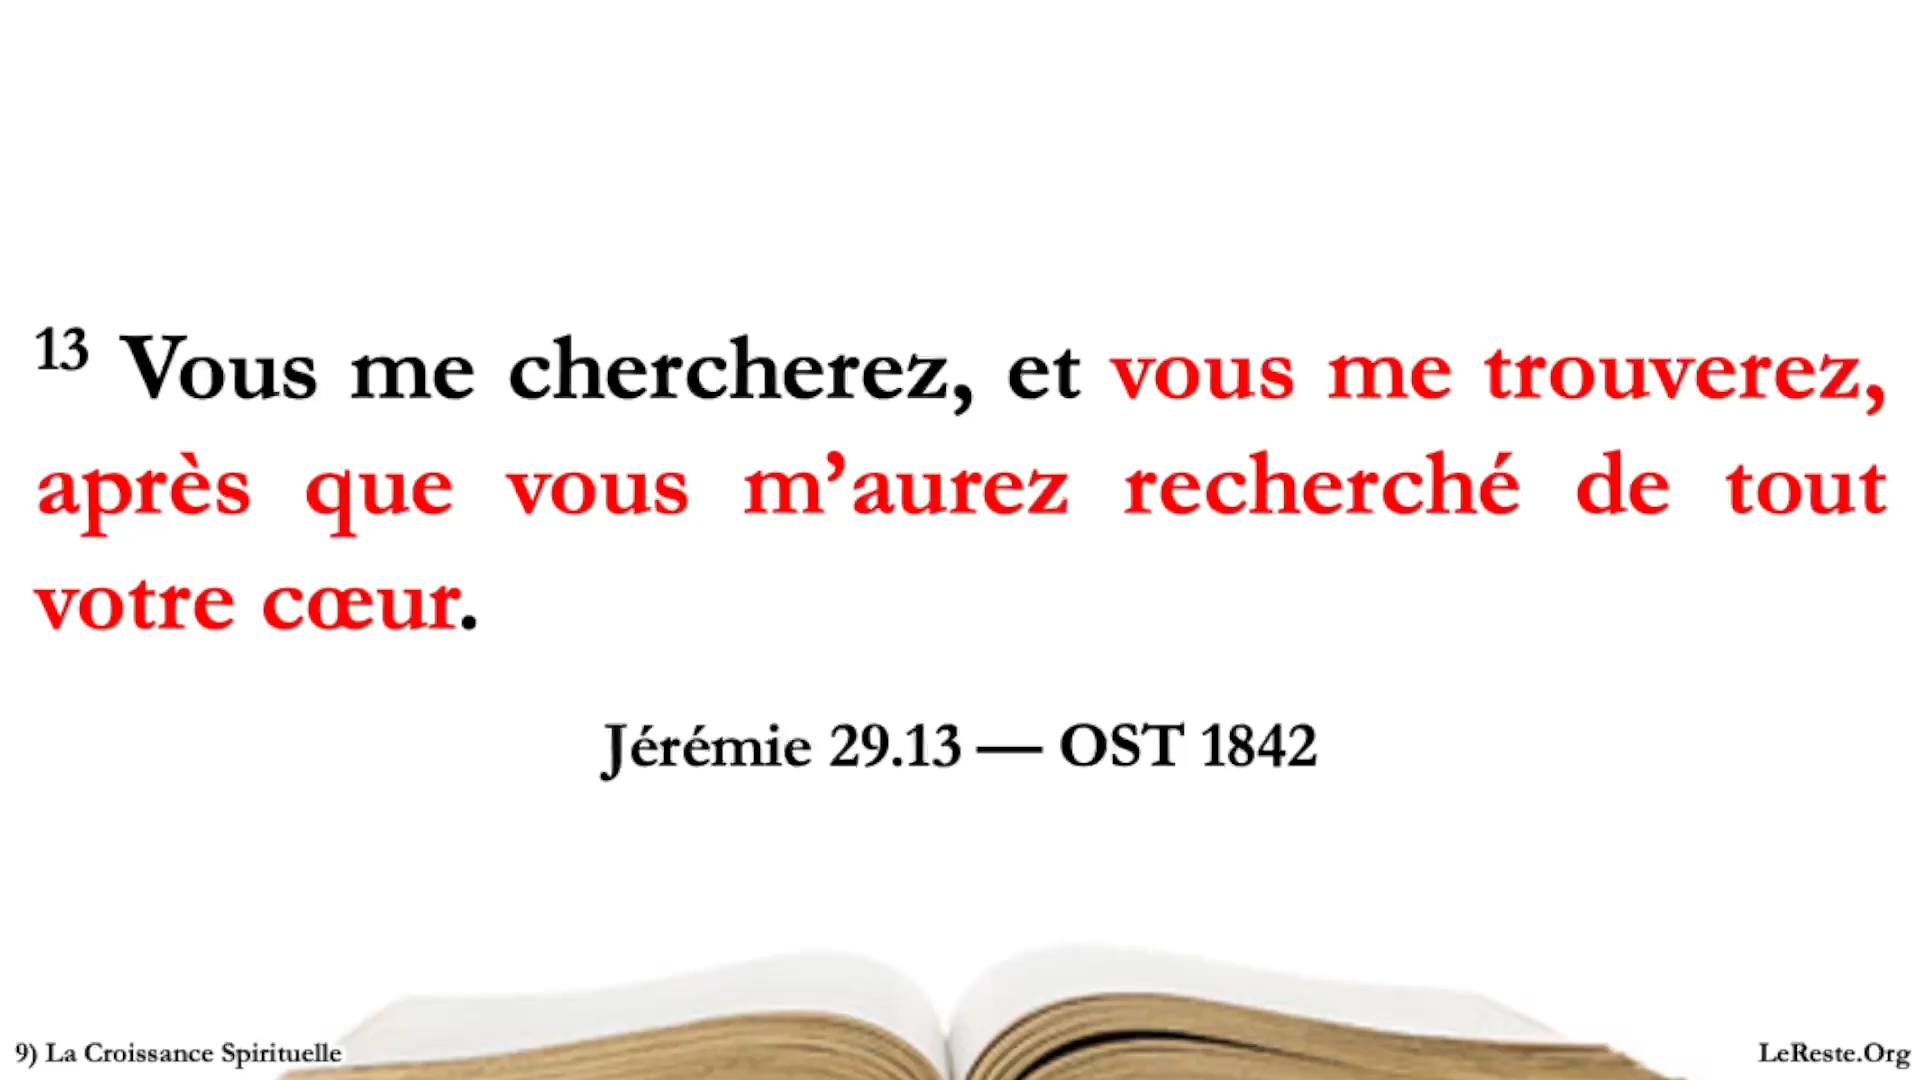 13 Vous me chercherez, et vous me trouverez,
après que vous m’aurez recherché de tout
votre cœur.
Jérémie 29.13 — OST 1842
9) La Croissance Spirituelle
LeReste.Org